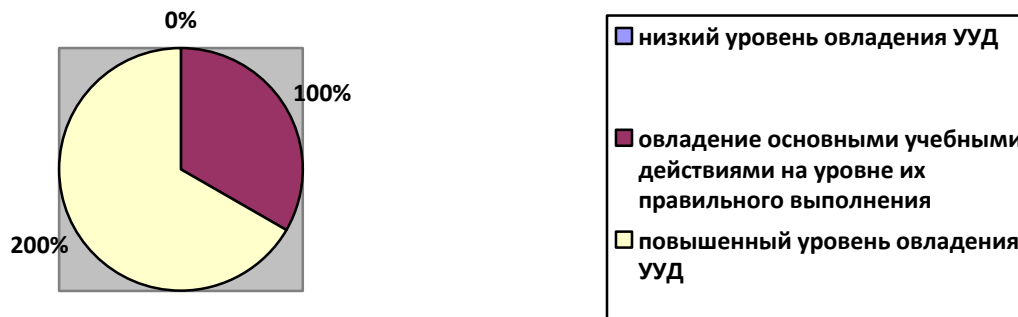 0%
100%
200%
низкий уровень овладения УУД
овладение основными учебными
действиями на уровне их
правильного выполнения
повышенный уровень овладения
УУД